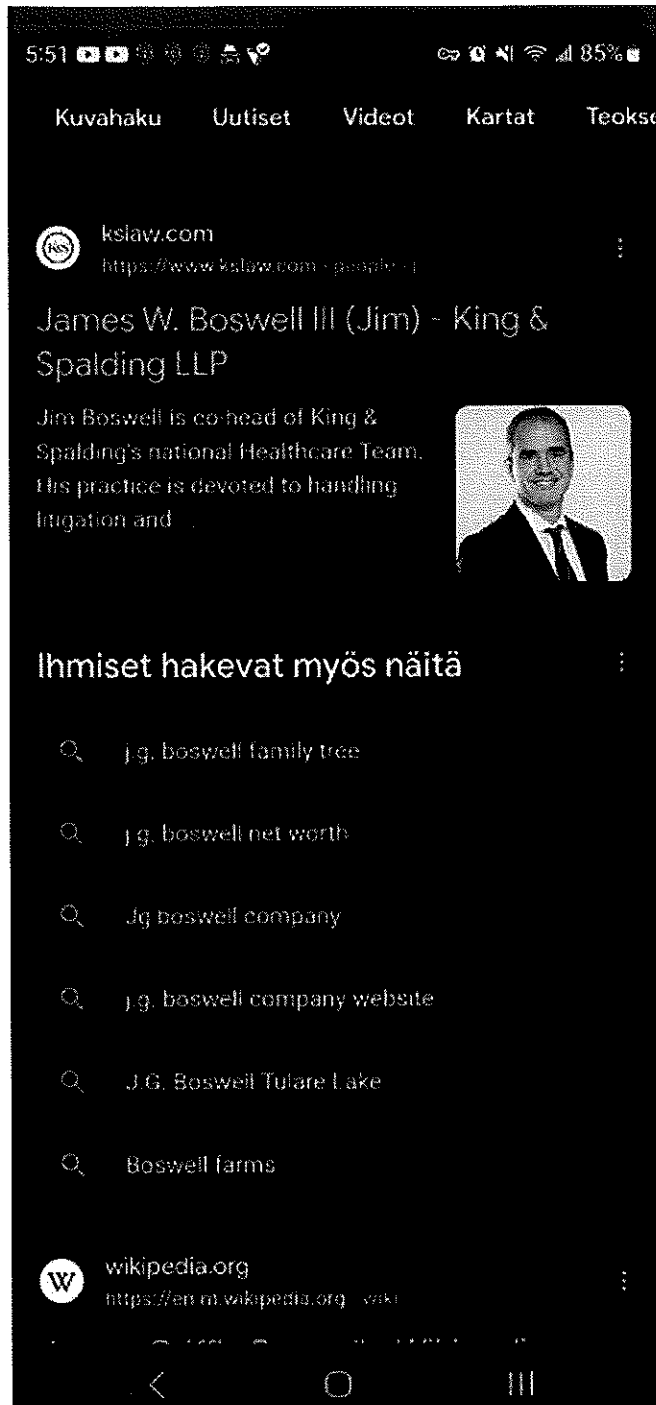 5:51 85%
Kuvahaku Uutiset Videot Kartat Teokse
kslaw.com
https://www.kslaw.com › people › j
James W. Boswell III (Jim) - King &
Spalding LLP
Jim Boswell is co-head of King &
Spalding's national Healthcare Team.
His practice is devoted to handling
litigation and
Ihmiset hakevat myös näitä
j.g. boswell family tree
j.g. boswell net worth
Jg boswell company
j.g. boswell company website
J.G. Boswell Tulare Lake
Boswell farms
W
wikipedia.org
https://en.m.wikipedia.org › wiki